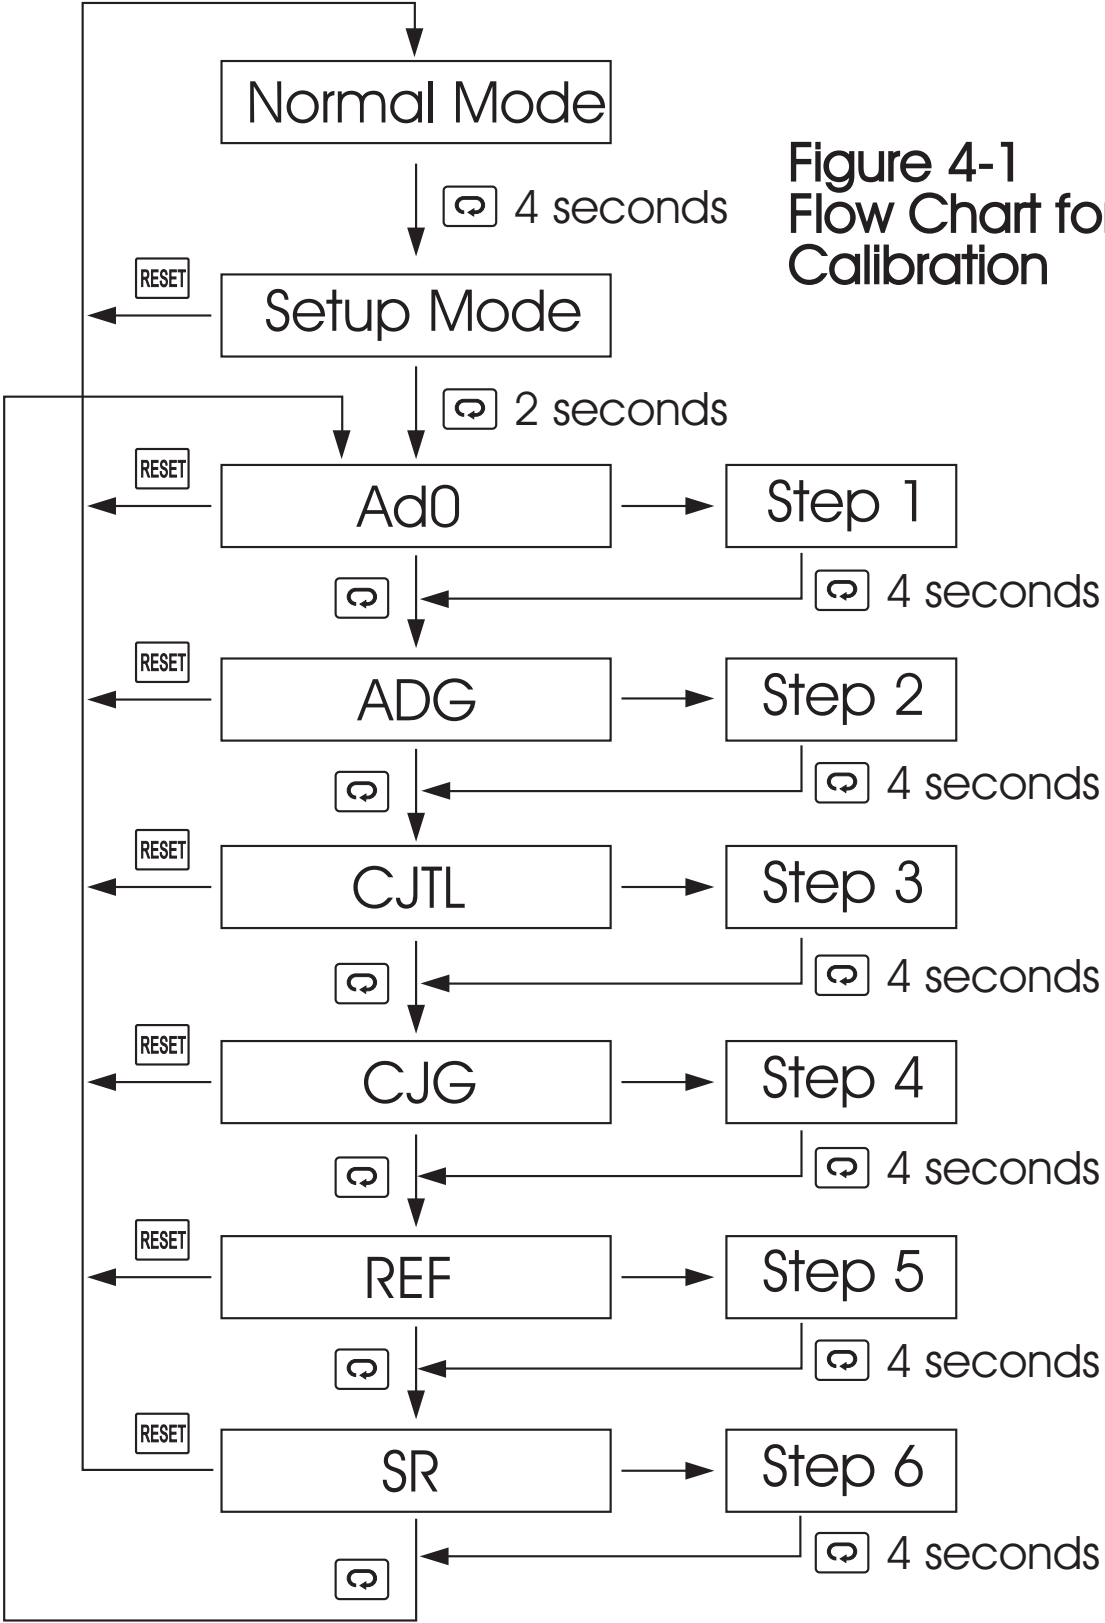 Normal Mode
Figure 4-1
Flow Chart for
Calibration
4 seconds
RESET
Setup Mode
2 seconds
RESET
Ad0
Step 1
4 seconds
RESET
ADG
Step 2
4 seconds
RESET
CJTL
Step 3
4 seconds
RESET
CJG
Step 4
4 seconds
RESET
REF
Step 5
4 seconds
RESET
SR
Step 6
4 seconds